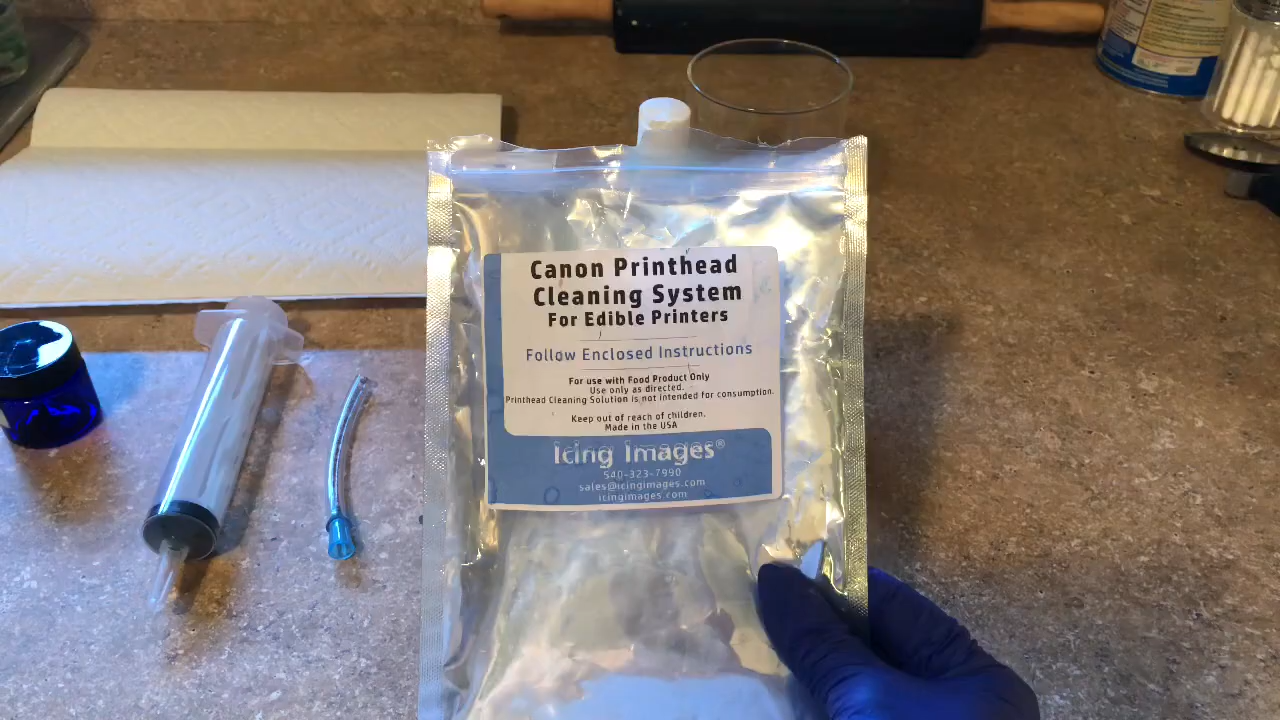 Canon Printhead
Cleaning System
For Edible Printers
Follow Enclosed Instructions
For use with Food Product Only
Use only as directed.
Printhead Cleaning Solution is not intended for consumption.
Keep out of reach of children.
Made in the USA
Icing Images®
540-323-7990
sales@icingimages.com
icingimages.com